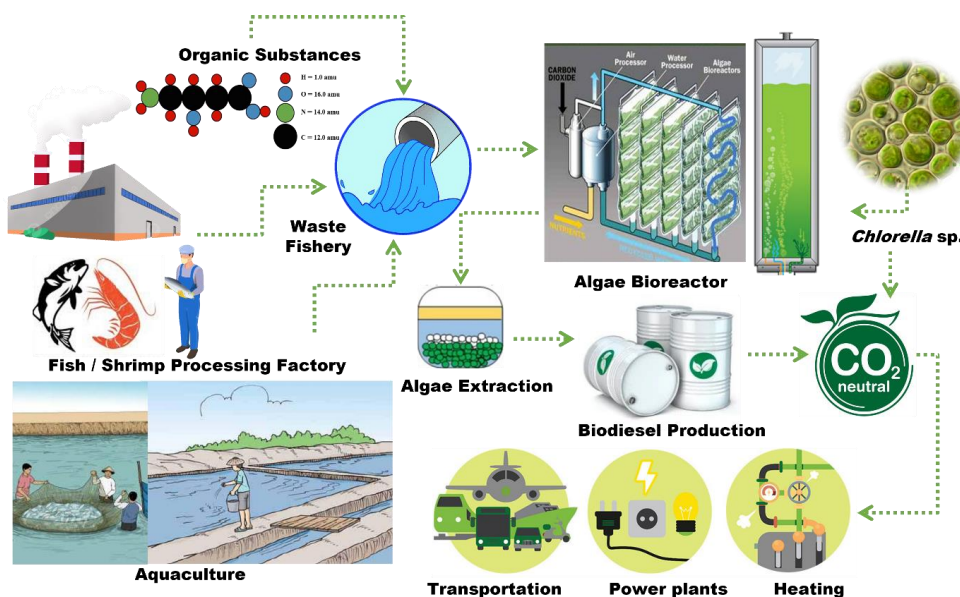 Organic Substances
H = 1.0 amu
O = 16.0 amu
N = 14.0 amu
C = 12.0 amu
Waste
Fishery
Fish / Shrimp Processing Factory
Aquaculture
CARBON
DIOXIDE
Air
Processor
Water
Processor
Algae
Bioreactors
NUTRIENTS
Algae Bioreactor
Chlorella sp.
Algae Extraction
Biodiesel Production
CO2
neutral
Transportation
Power plants
Heating